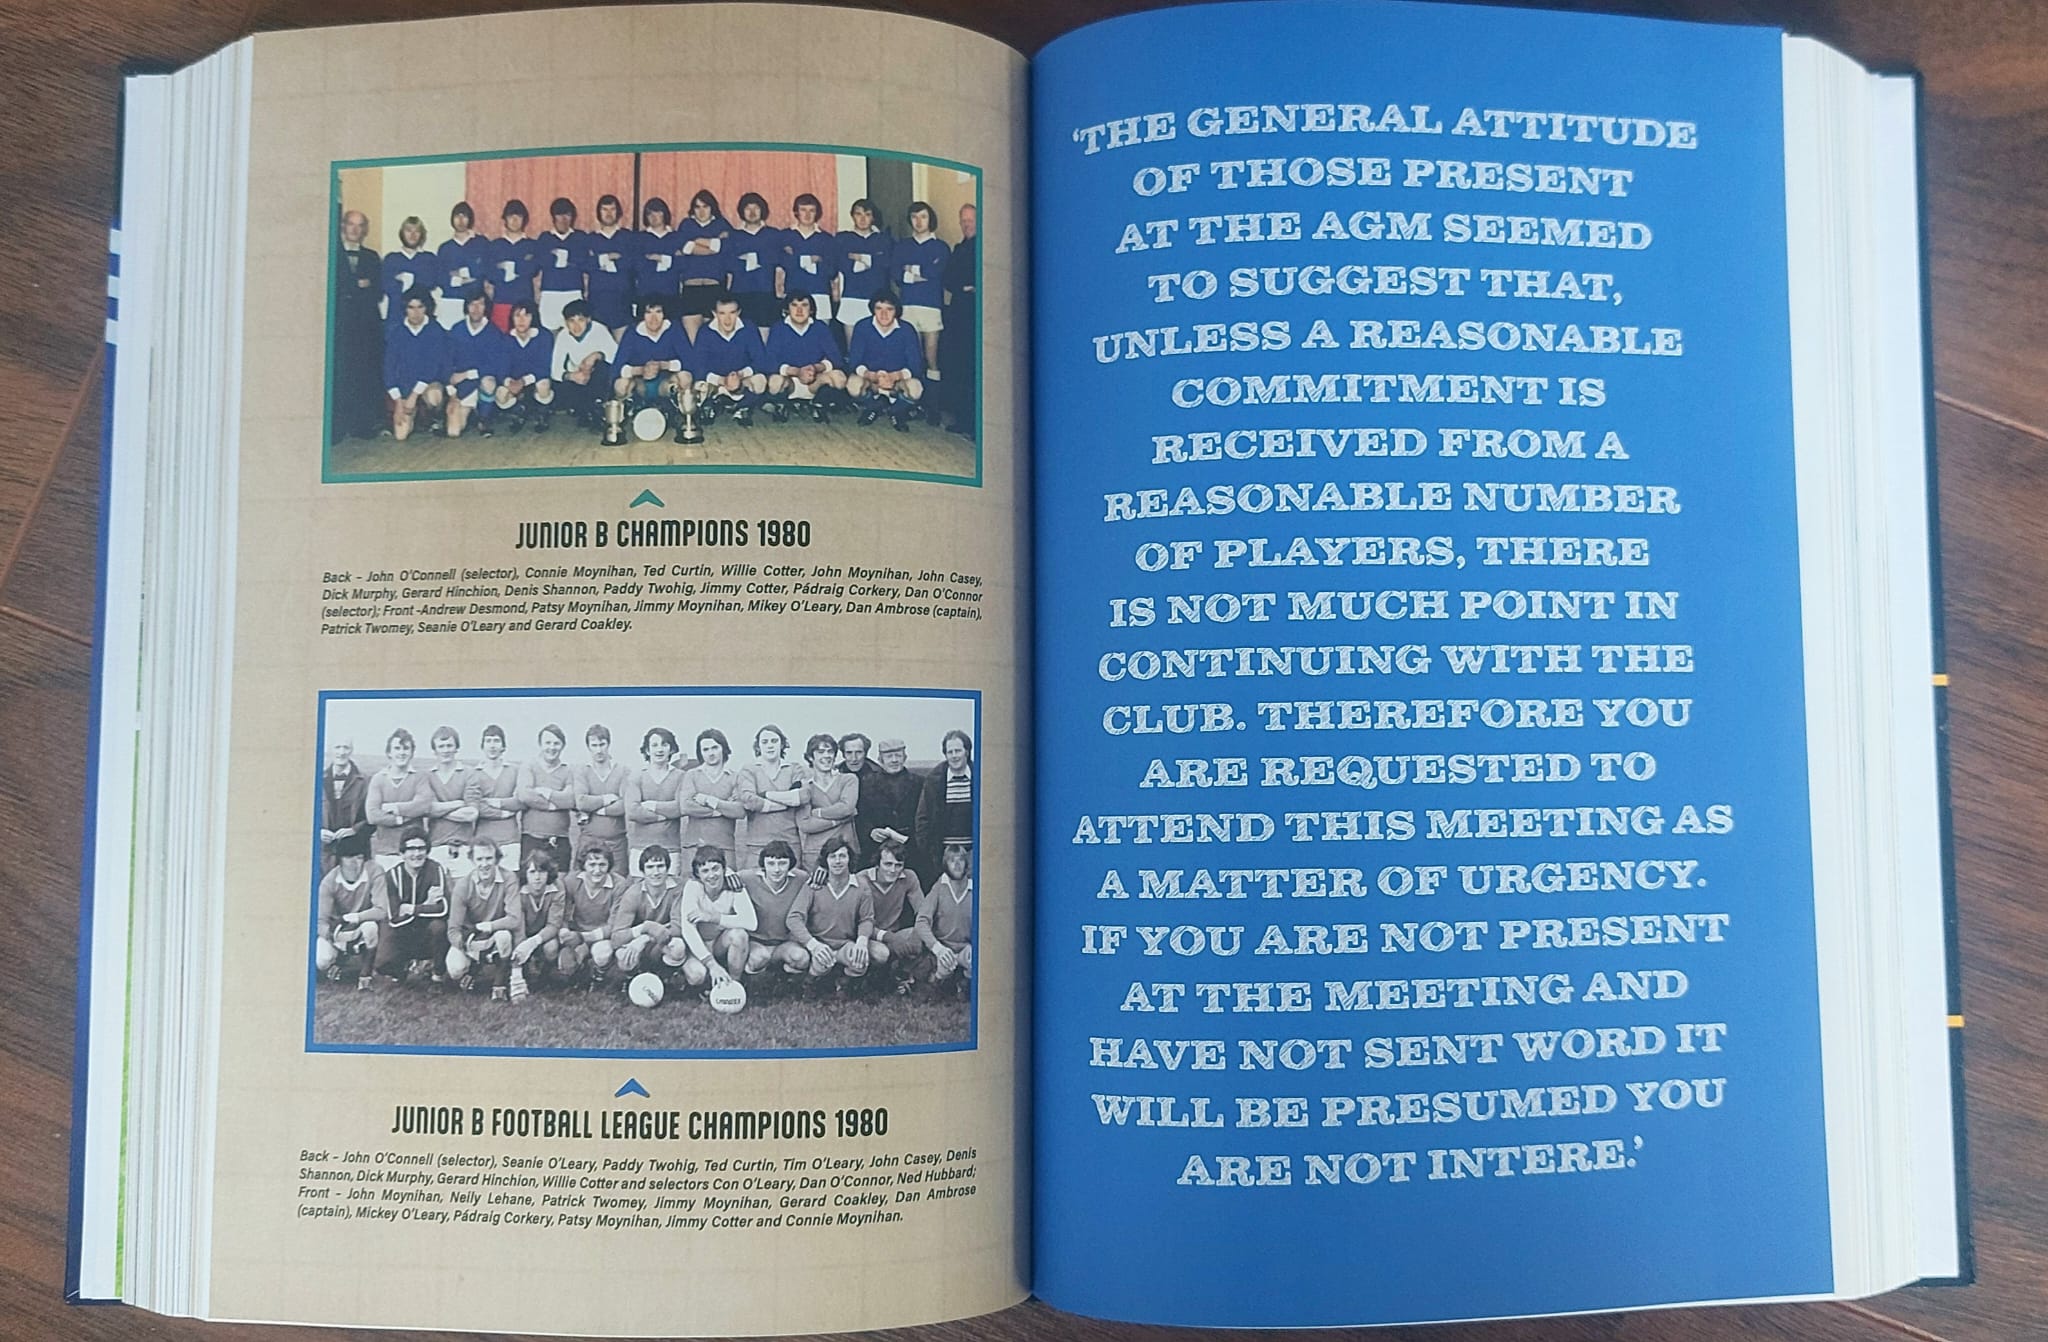 JUNIOR B CHAMPIONS 1980
Back - John O'Connell (selector), Connie Moynihan, Ted Curtin, Willie Cotter, John Moynihan, John Casey,
Dick Murphy, Gerard Hinchion, Denis Shannon, Paddy Twohig, Jimmy Cotter, Pádraig Corkery, Dan O'Connor
(selector); Front -Andrew Desmond, Patsy Moynihan, Jimmy Moynihan, Mikey O'Leary, Dan Ambrose (captain),
Patrick Twomey, Seanie O'Leary and Gerard Coakley.
JUNIOR B FOOTBALL LEAGUE CHAMPIONS 1980
Back - John O'Connell (selector), Seanie O'Leary, Paddy Twohig, Ted Curtin, Tim O'Leary, John Casey, Denis
Shannon, Dick Murphy, Gerard Hinchion, Willie Cotter and selectors Con O'Leary, Dan O'Connor, Ned Hubbard;
Front - John Moynihan, Neily Lehane, Patrick Twomey, Jimmy Moynihan, Gerard Coakley, Dan Ambrose
(captain), Mickey O'Leary, Pádraig Corkery, Patsy Moynihan, Jimmy Cotter and Connie Moynihan.
'THE GENERAL ATTITUDE
OF THOSE PRESENT
AT THE AGM SEEMED
TO SUGGEST THAT,
UNLESS A REASONABLE
COMMITMENT IS
RECEIVED FROM A
REASONABLE NUMBER
OF PLAYERS, THERE
IS NOT MUCH POINT IN
CONTINUING WITH THE
CLUB. THEREFORE YOU
ARE REQUESTED TO
ATTEND THIS MEETING AS
A MATTER OF URGENCY.
IF YOU ARE NOT PRESENT
AT THE MEETING AND
HAVE NOT SENT WORD IT
WILL BE PRESUMED YOU
ARE NOT INTERE.'